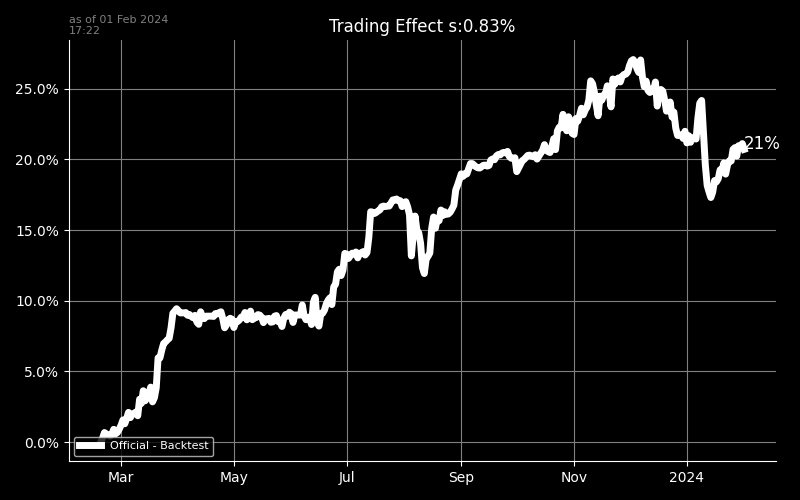 as of 01 Feb 2024
17:22
Trading Effect s:0.83%
25.0%
20.0%
15.0%
10.0%
5.0%
0.0%
21%
Official - Backtest
Mar May Jul Sep Nov 2024